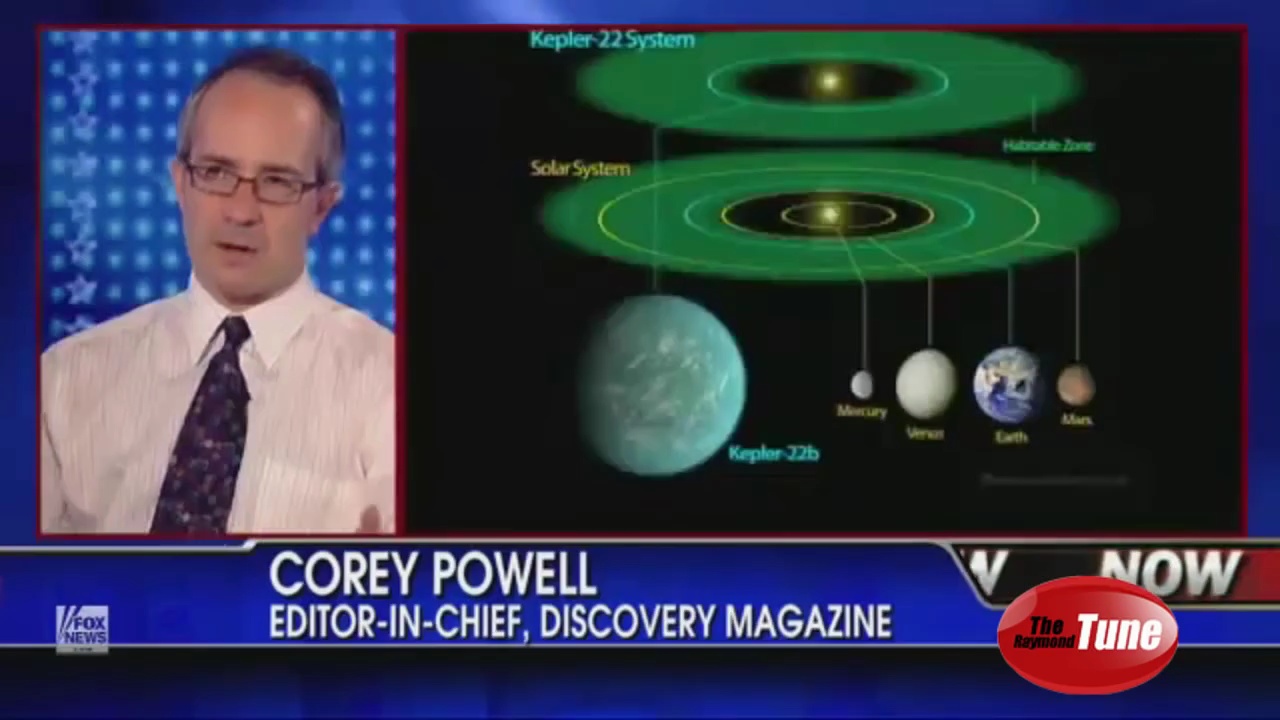 Kepler-22 System
Habitable Zone
Solar System
Mercury
Venus
Earth
Mars
Kepler-22b
COREY POWELL
EDITOR-IN-CHIEF, DISCOVERY MAGAZINE
W NOW
FOX
NEWS
The
Raymond Tune